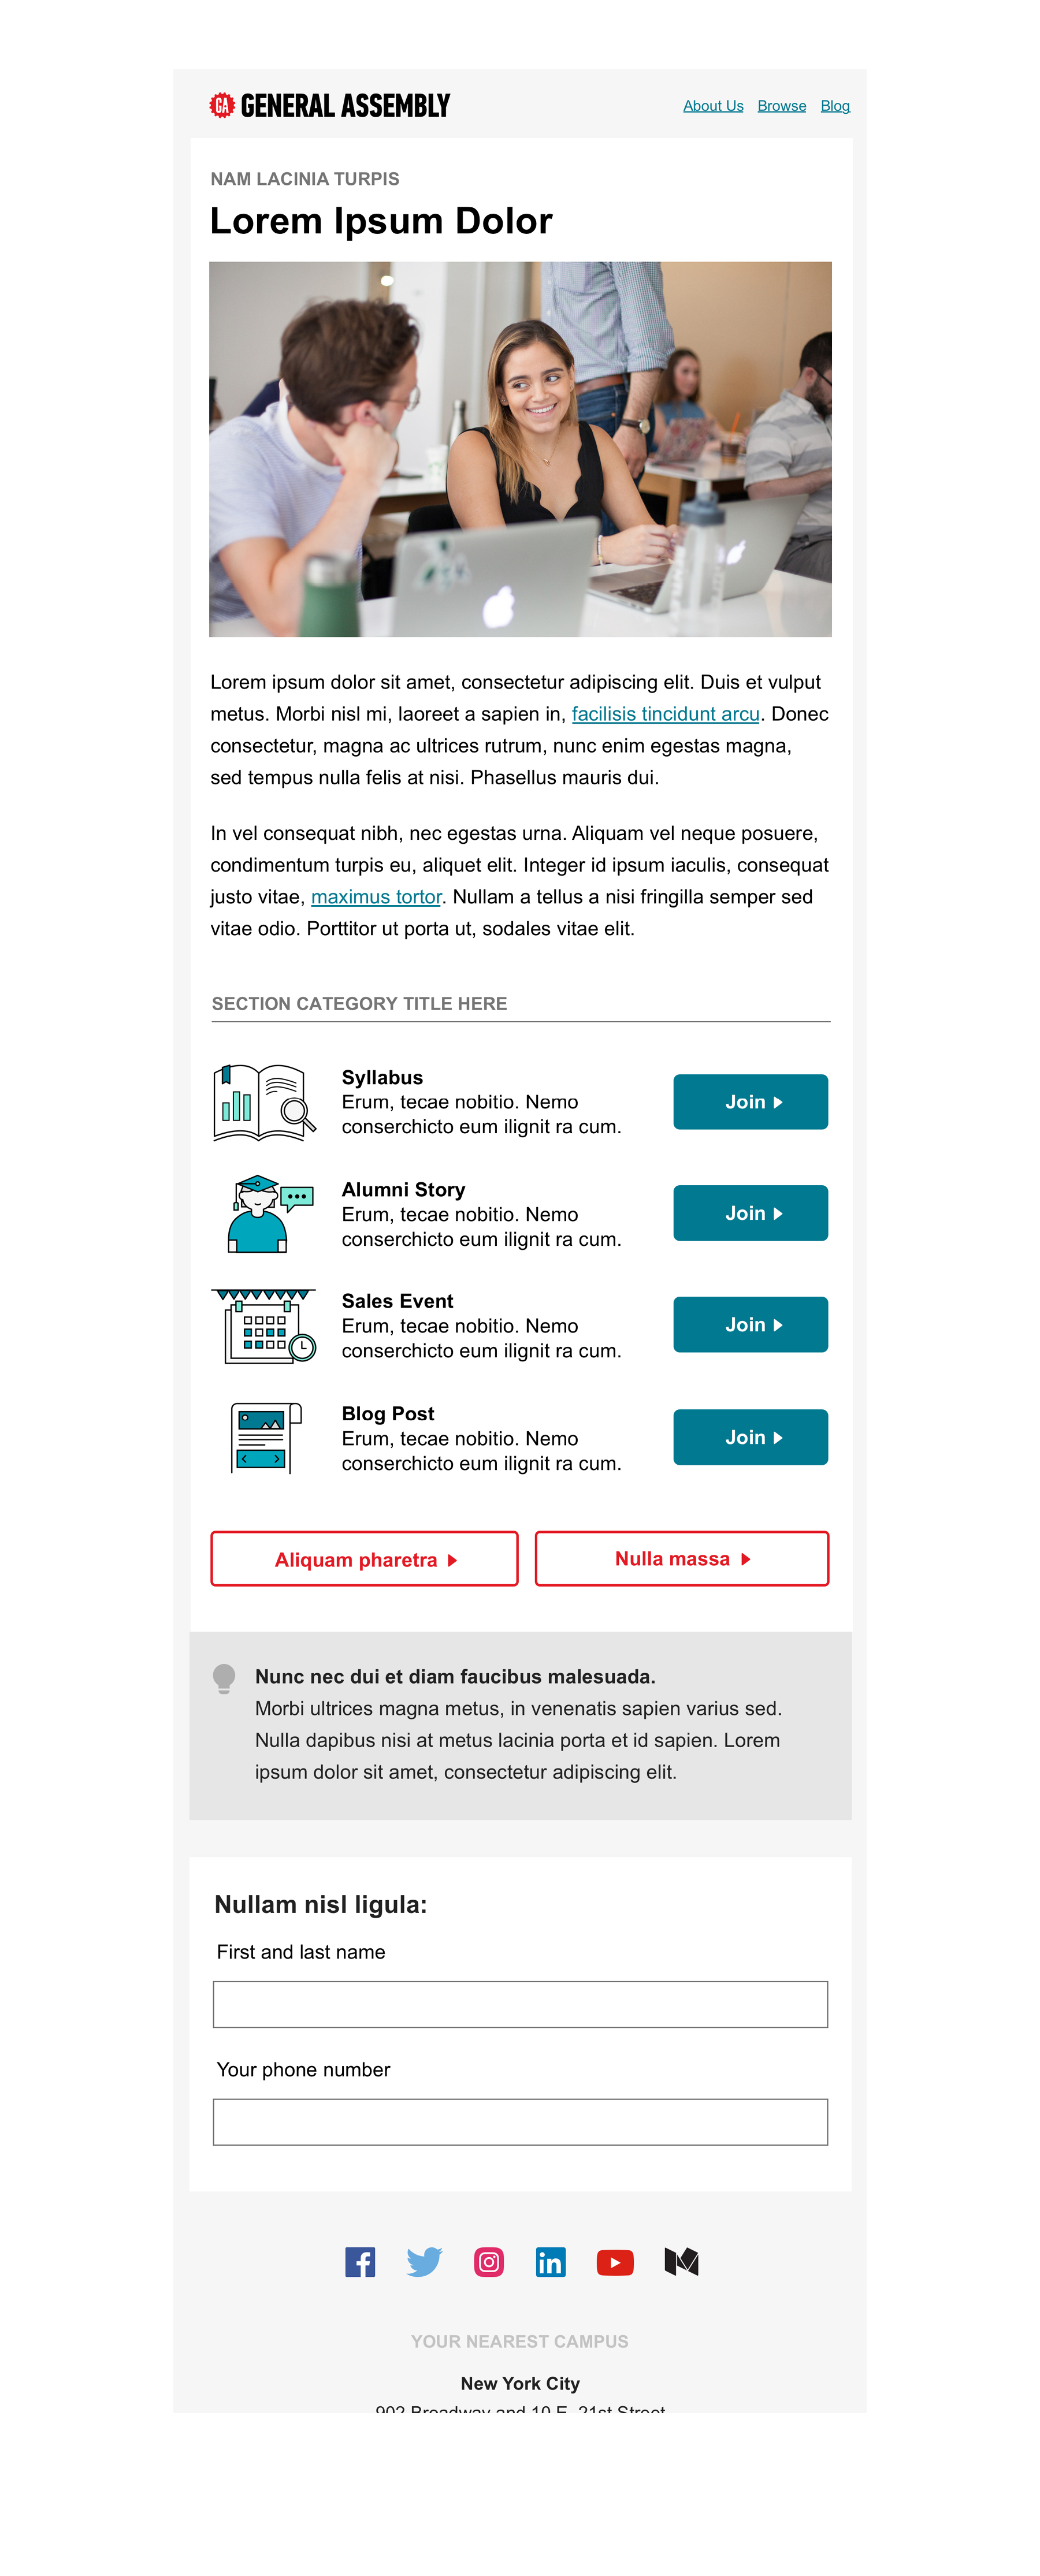 GA GENERAL ASSEMBLY
About Us Browse Blog
NAM LACINIA TURPIS
Lorem Ipsum Dolor
Lorem ipsum dolor sit amet, consectetur adipiscing elit. Duis et vulput
metus. Morbi nisl mi, laoreet a sapien in, facilisis tincidunt arcu. Donec
consectetur, magna ac ultrices rutrum, nunc enim egestas magna,
sed tempus nulla felis at nisi. Phasellus mauris dui.
In vel consequat nibh, nec egestas urna. Aliquam vel neque posuere,
condimentum turpis eu, aliquet elit. Integer id ipsum iaculis, consequat
justo vitae, maximus tortor. Nullam a tellus a nisi fringilla semper sed
vitae odio. Porttitor ut porta ut, sodales vitae elit.
SECTION CATEGORY TITLE HERE
Syllabus
Erum, tecae nobitio. Nemo
conserchicto eum ilignit ra cum.
Join
Alumni Story
Erum, tecae nobitio. Nemo
conserchicto eum ilignit ra cum.
Join
Sales Event
Erum, tecae nobitio. Nemo
conserchicto eum ilignit ra cum.
Join
Blog Post
Erum, tecae nobitio. Nemo
conserchicto eum ilignit ra cum.
Join
Aliquam pharetra
Nulla massa
Nunc nec dui et diam faucibus malesuada.
Morbi ultrices magna metus, in venenatis sapien varius sed.
Nulla dapibus nisi at metus lacinia porta et id sapien. Lorem
ipsum dolor sit amet, consectetur adipiscing elit.
Nullam nisl ligula:
First and last name
Your phone number
YOUR NEAREST CAMPUS
New York City
902 Broadway and 10 E. 21st Street